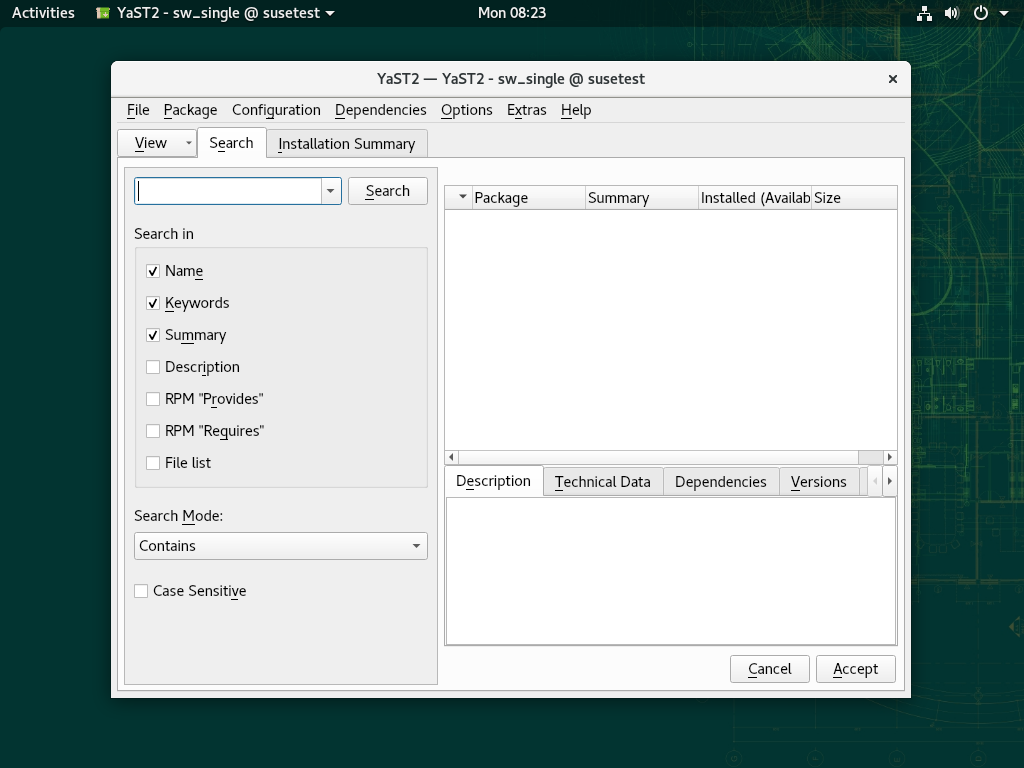 Activities YaST2 - sw_single @ susetest Mon 08:23
YaST2 — YaST2 - sw_single @ susetest
File Package Configuration Dependencies Options Extras Help
View Search Installation Summary
Search
Package Summary Installed (Availab Size
Search in
Name
Keywords
Summary
Description
RPM "Provides"
RPM "Requires"
File list
Description Technical Data Dependencies Versions
Search Mode:
Contains
Case Sensitive
Cancel Accept